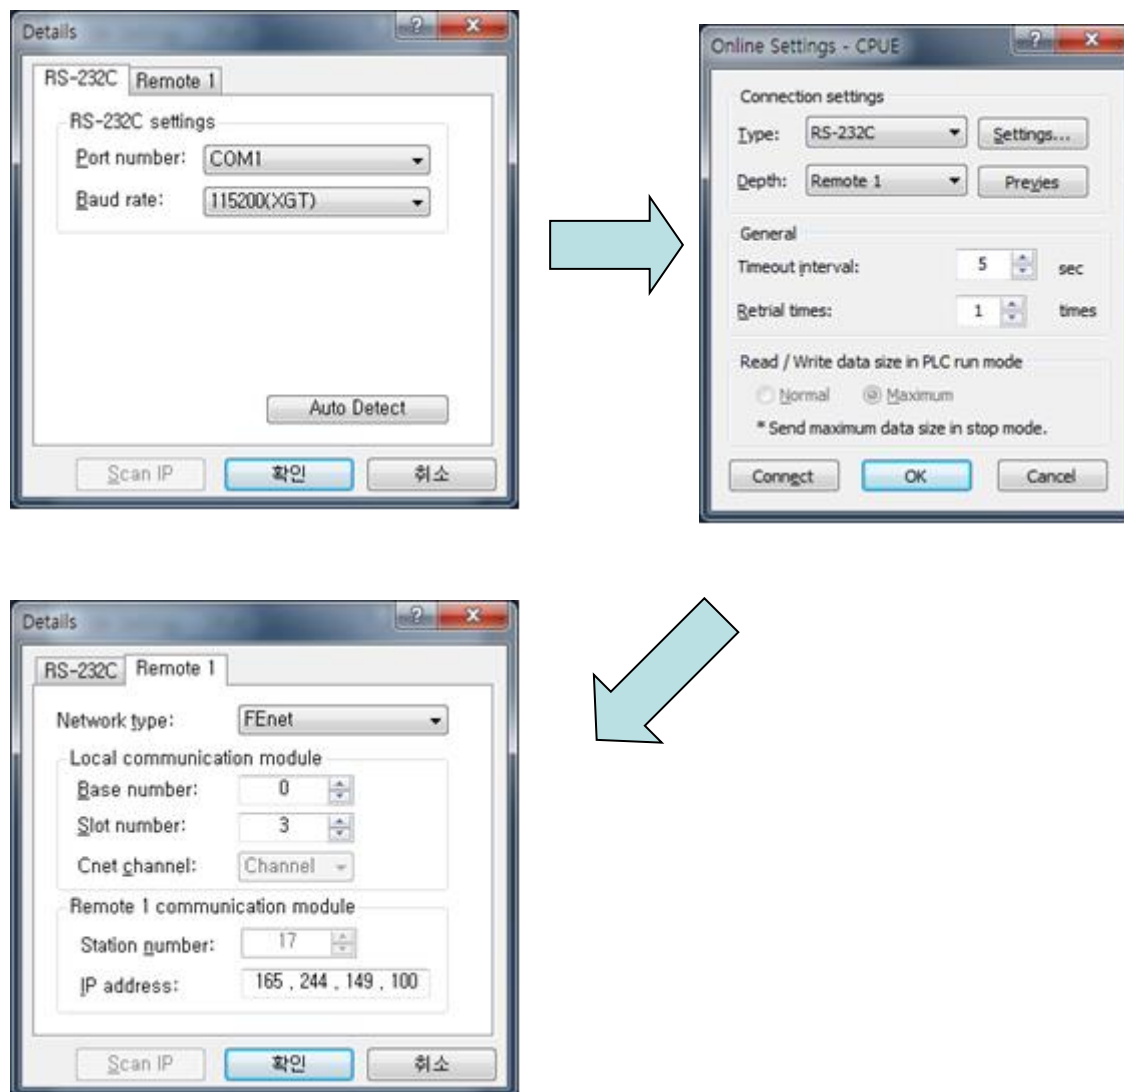 Details
RS-232C Remote 1
RS-232C settings
Port number: COM1
Baud rate: 115200(XGT)
Auto Detect
Scan IP 확인 취소
Online Settings - CPUE
Connection settings
Type: RS-232C Settings...
Depth: Remote 1 Prevjes
General
Timeout interval: 5 sec
Retrial times: 1 times
Read / Write data size in PLC run mode
Normal Maximum
* Send maximum data size in stop mode.
Connect OK Cancel
Details
RS-232C Remote 1
Network type: FEnet
Local communication module
Base number: 0
Slot number: 3
Cnet channel: Channel
Remote 1 communication module
Station number: 17
IP address: 165 . 244 . 149 . 100
Scan IP 확인 취소